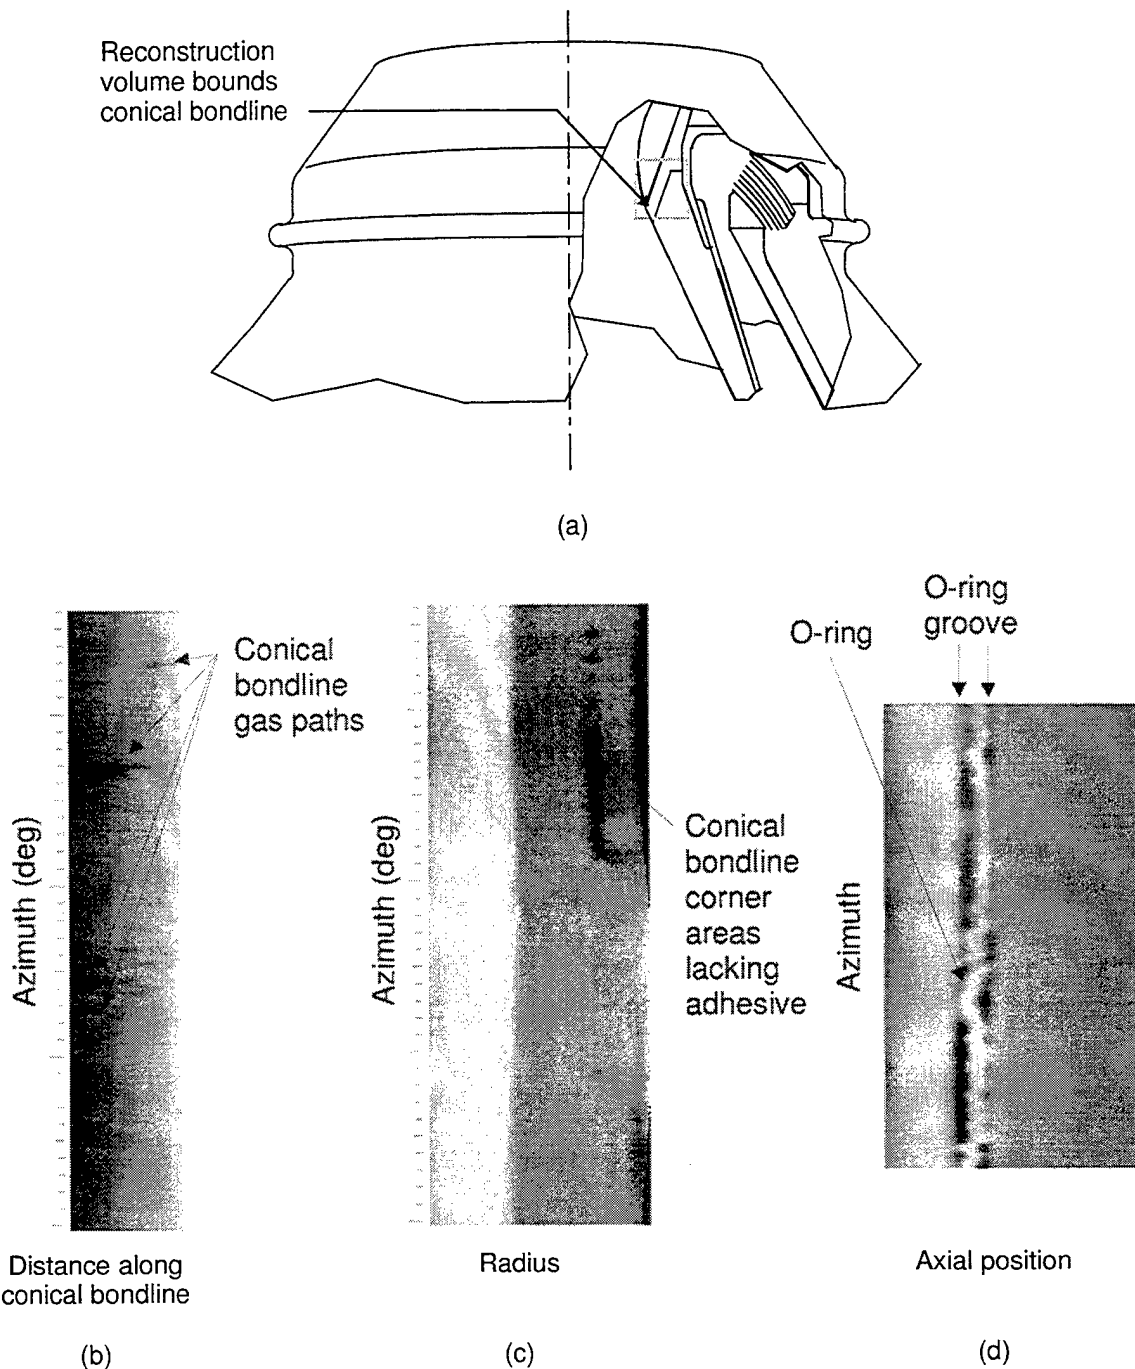 Reconstruction
volume bounds
conical bondline
(a)
Conical
bondline
gas paths
Azimuth (deg)
Distance along
conical bondline
(b)
Azimuth (deg)
Conical
bondline
corner
areas
lacking
adhesive
Radius
(c)
O-ring
groove
O-ring
Azimuth
Axial position
(d)